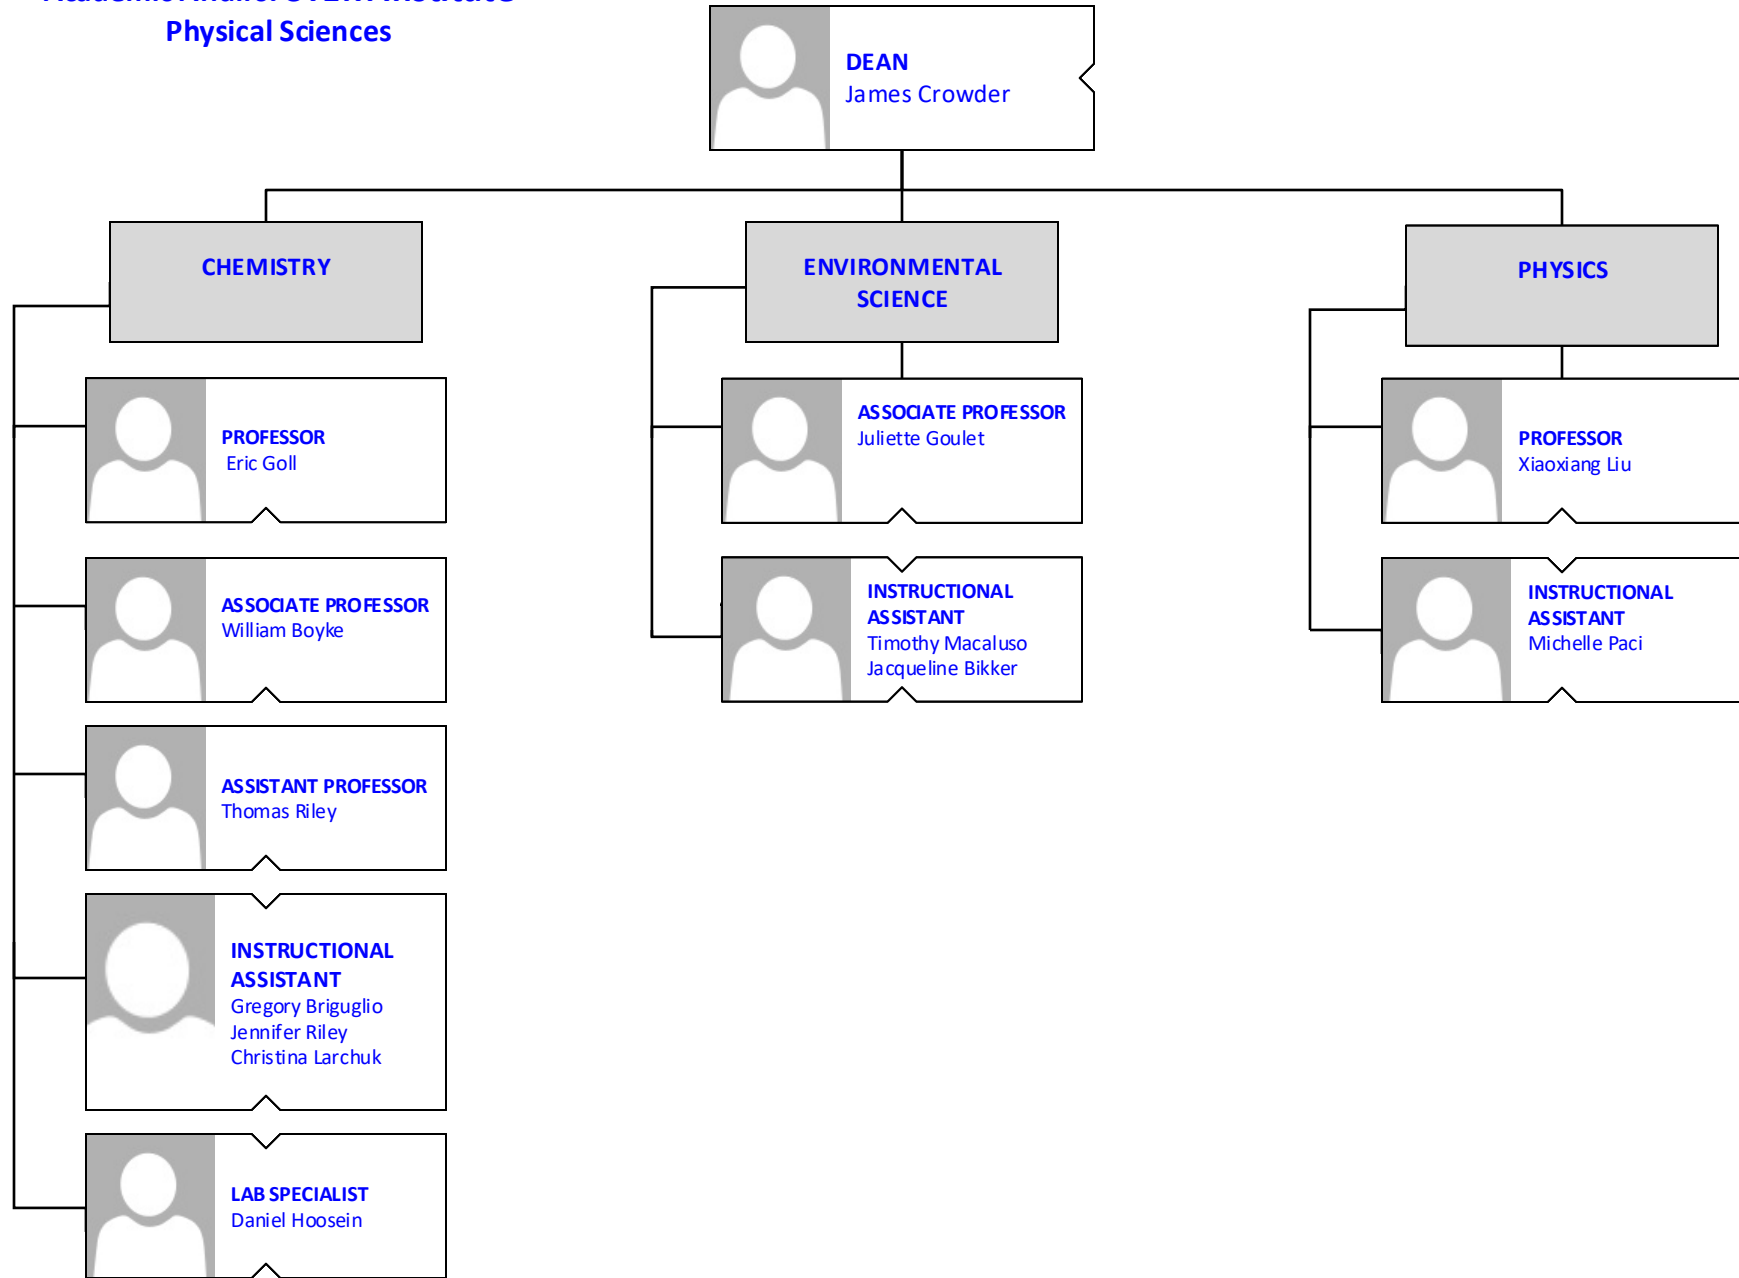 Physical Sciences
DEAN
James Crowder
CHEMISTRY
PROFESSOR
Eric Goll
ASSOCIATE PROFESSOR
William Boyke
ASSISTANT PROFESSOR
Thomas Riley
INSTRUCTIONAL
ASSISTANT
Gregory Briguglio
Jennifer Riley
Christina Larchuk
LAB SPECIALIST
Daniel Hoosein
ENVIRONMENTAL
SCIENCE
ASSOCIATE PROFESSOR
Juliette Goulet
INSTRUCTIONAL
ASSISTANT
Timothy Macaluso
Jacqueline Bikker
PHYSICS
PROFESSOR
Xiaoxiang Liu
INSTRUCTIONAL
ASSISTANT
Michelle Paci